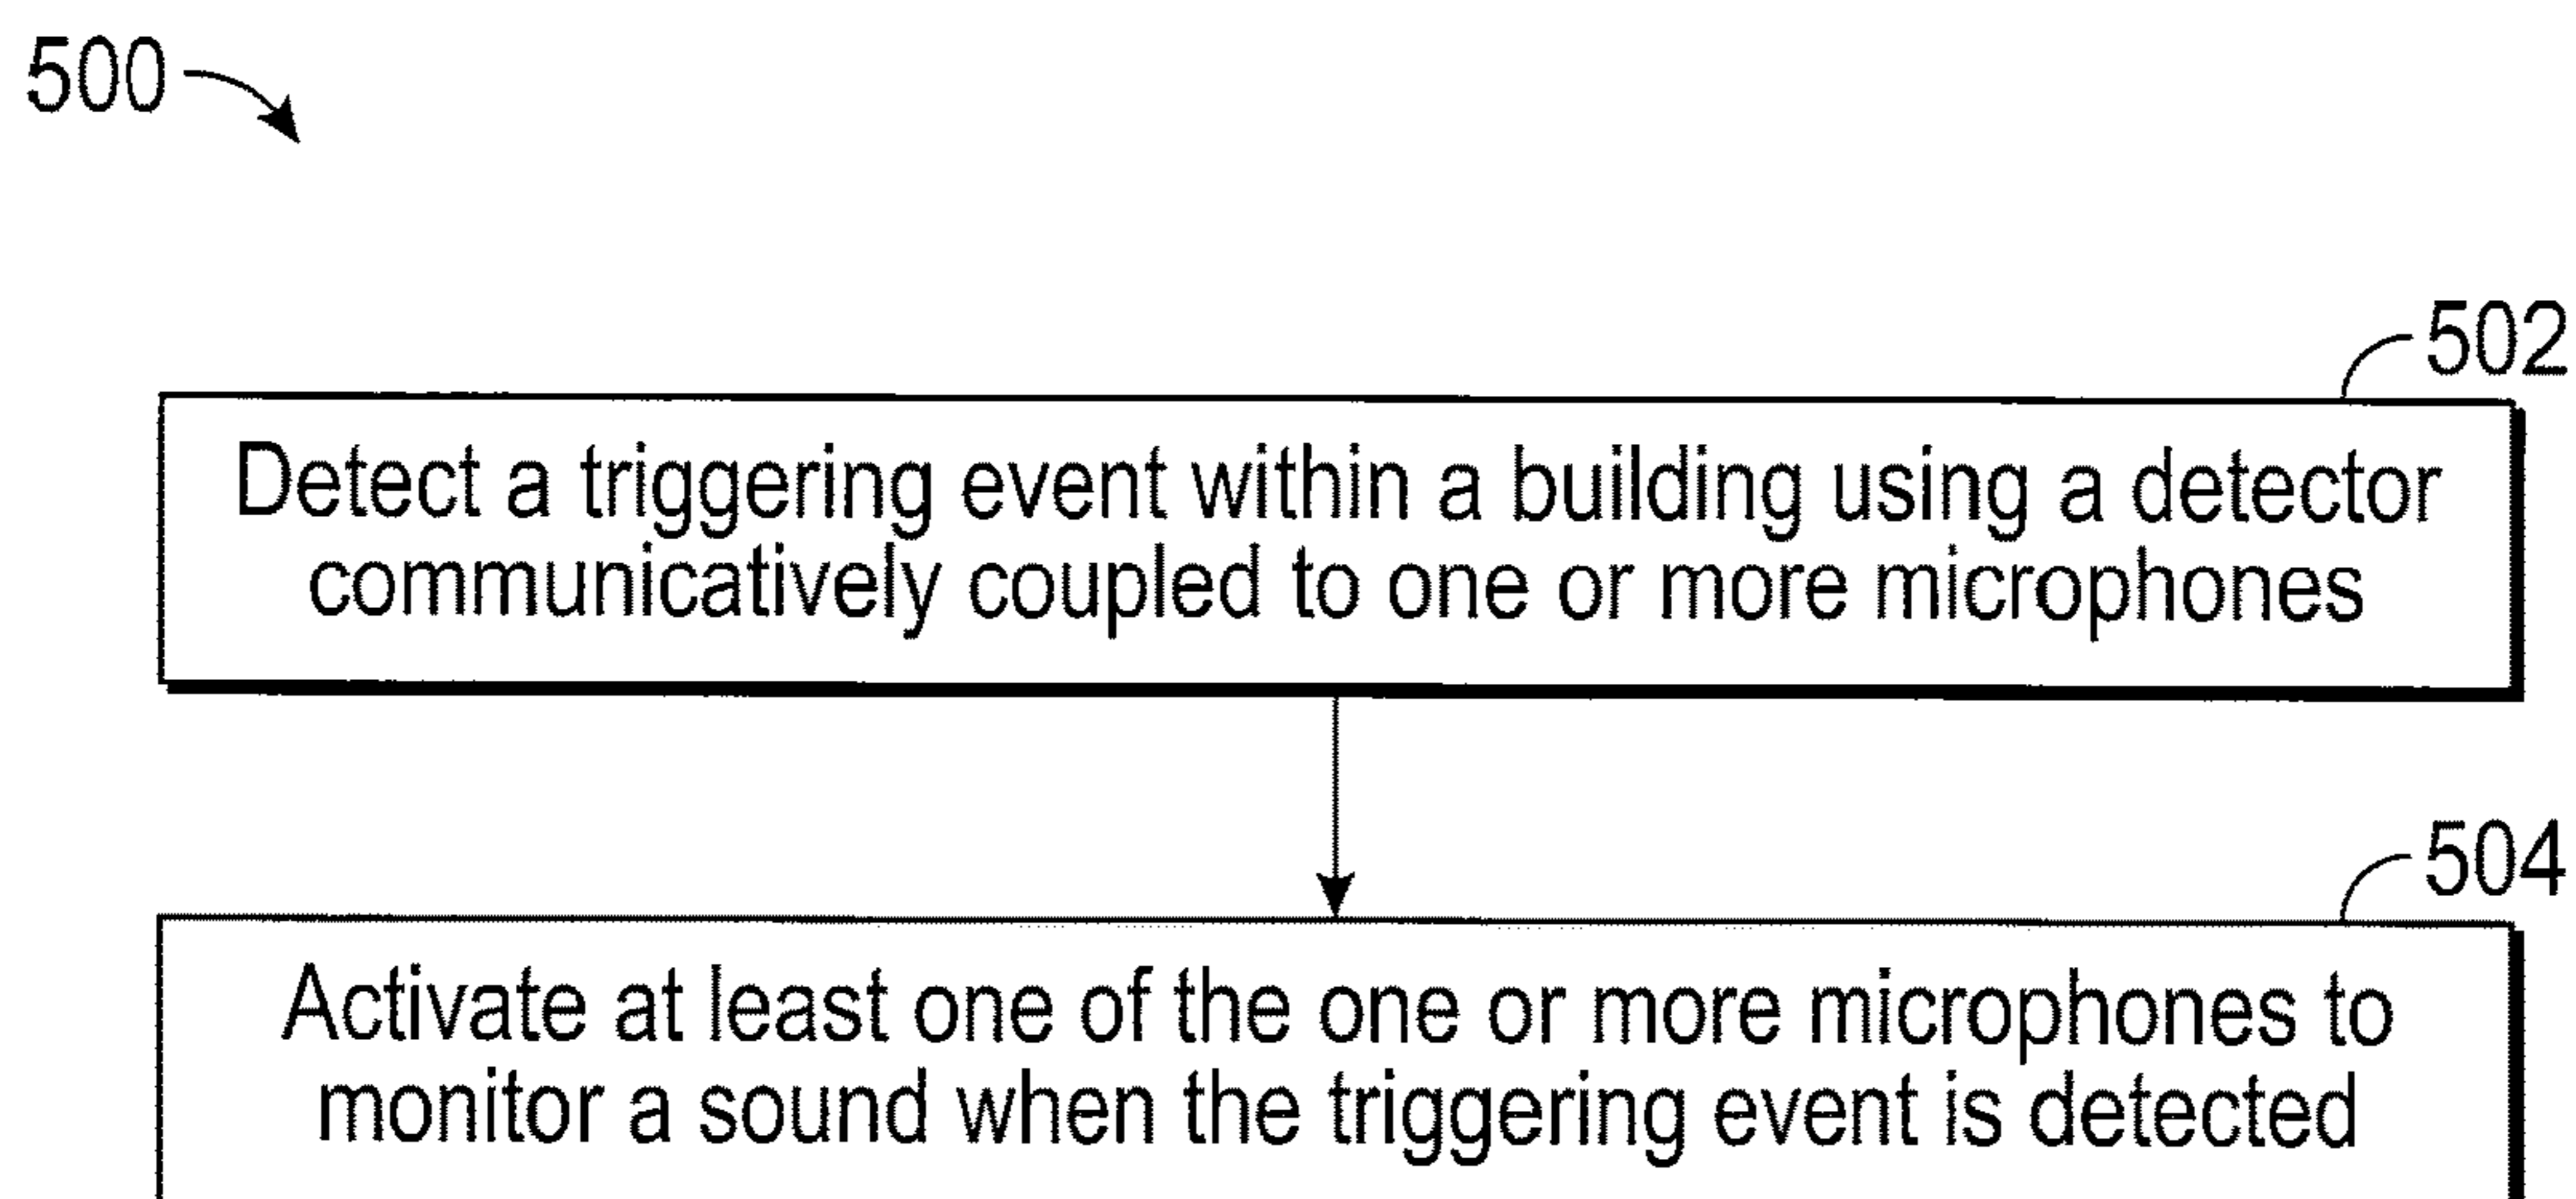 500
502
Detect a triggering event within a building using a detector
communicatively coupled to one or more microphones
504
Activate at least one of the one or more microphones to
monitor a sound when the triggering event is detected